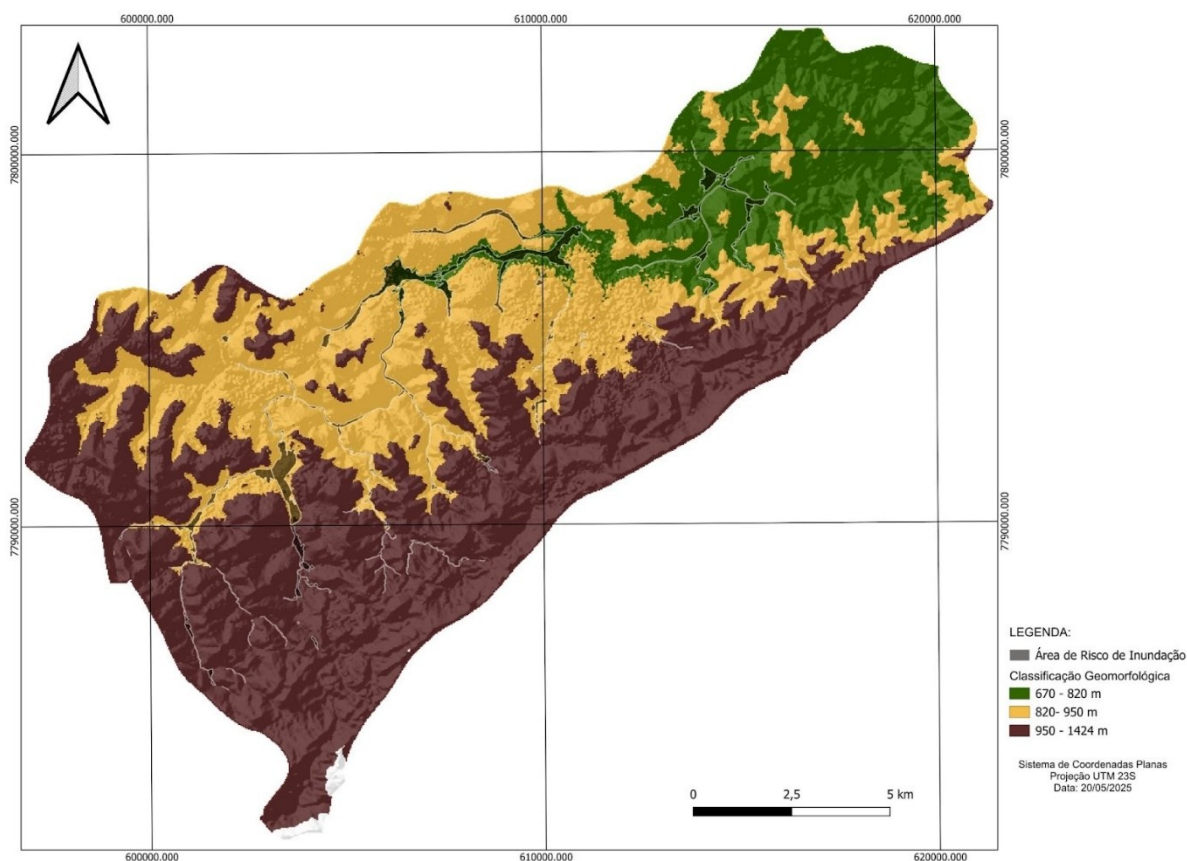 600000.000
610000.000
620000.000
7800000.000
7800000.000
7790000.000
7790000.000
LEGENDA:
Área de Risco de Inundação
Classificação Geomorfológica
670 - 820 m
820- 950 m
950 - 1424 m
Sistema de Coordenadas Planas
Projeção UTM 23S
Data: 20/05/2025
0 2,5 5 km
600000.000
610000.000
620000.000